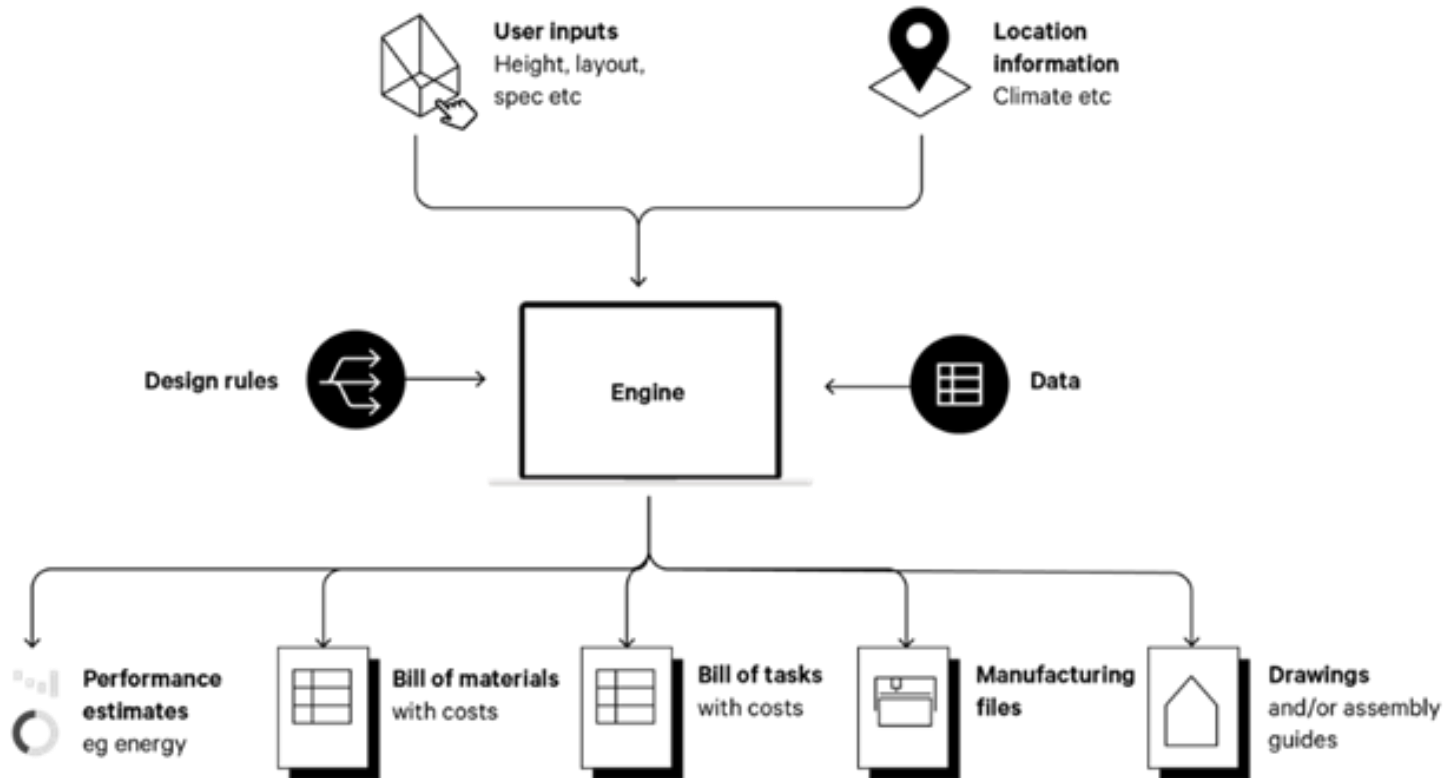 User inputs
Height, layout,
spec etc
Location
information
Climate etc
Design rules
Engine
Data
Performance
estimates
eg energy
Bill of materials
with costs
Bill of tasks
with costs
Manufacturing
files
Drawings
and/or assembly
guides